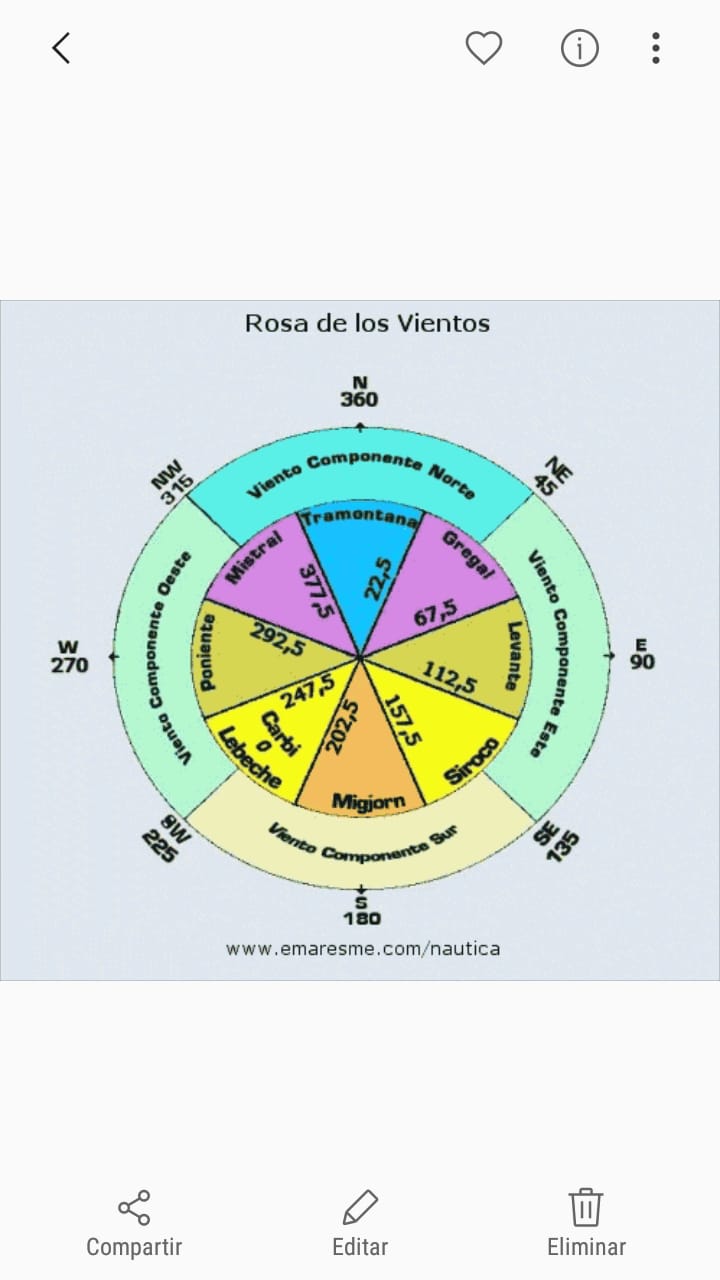 Rosa de los Vientos
N
360
NW
315
NE
45
Viento Componente Norte
Tramontana
Mistral
Gregal
377,5
22,5
67,5
Viento Componente Oeste
Viento Componente Este
W
270
E
90
Poniente
292,5
Levante
112,5
247,5
202,5
157,5
Carbi
o
Lebeche
Migjorn
Siroco
SW
225
SE
135
Viento Componente Sur
S
180
www.emaresme.com/nautica
Compartir
Editar
Eliminar